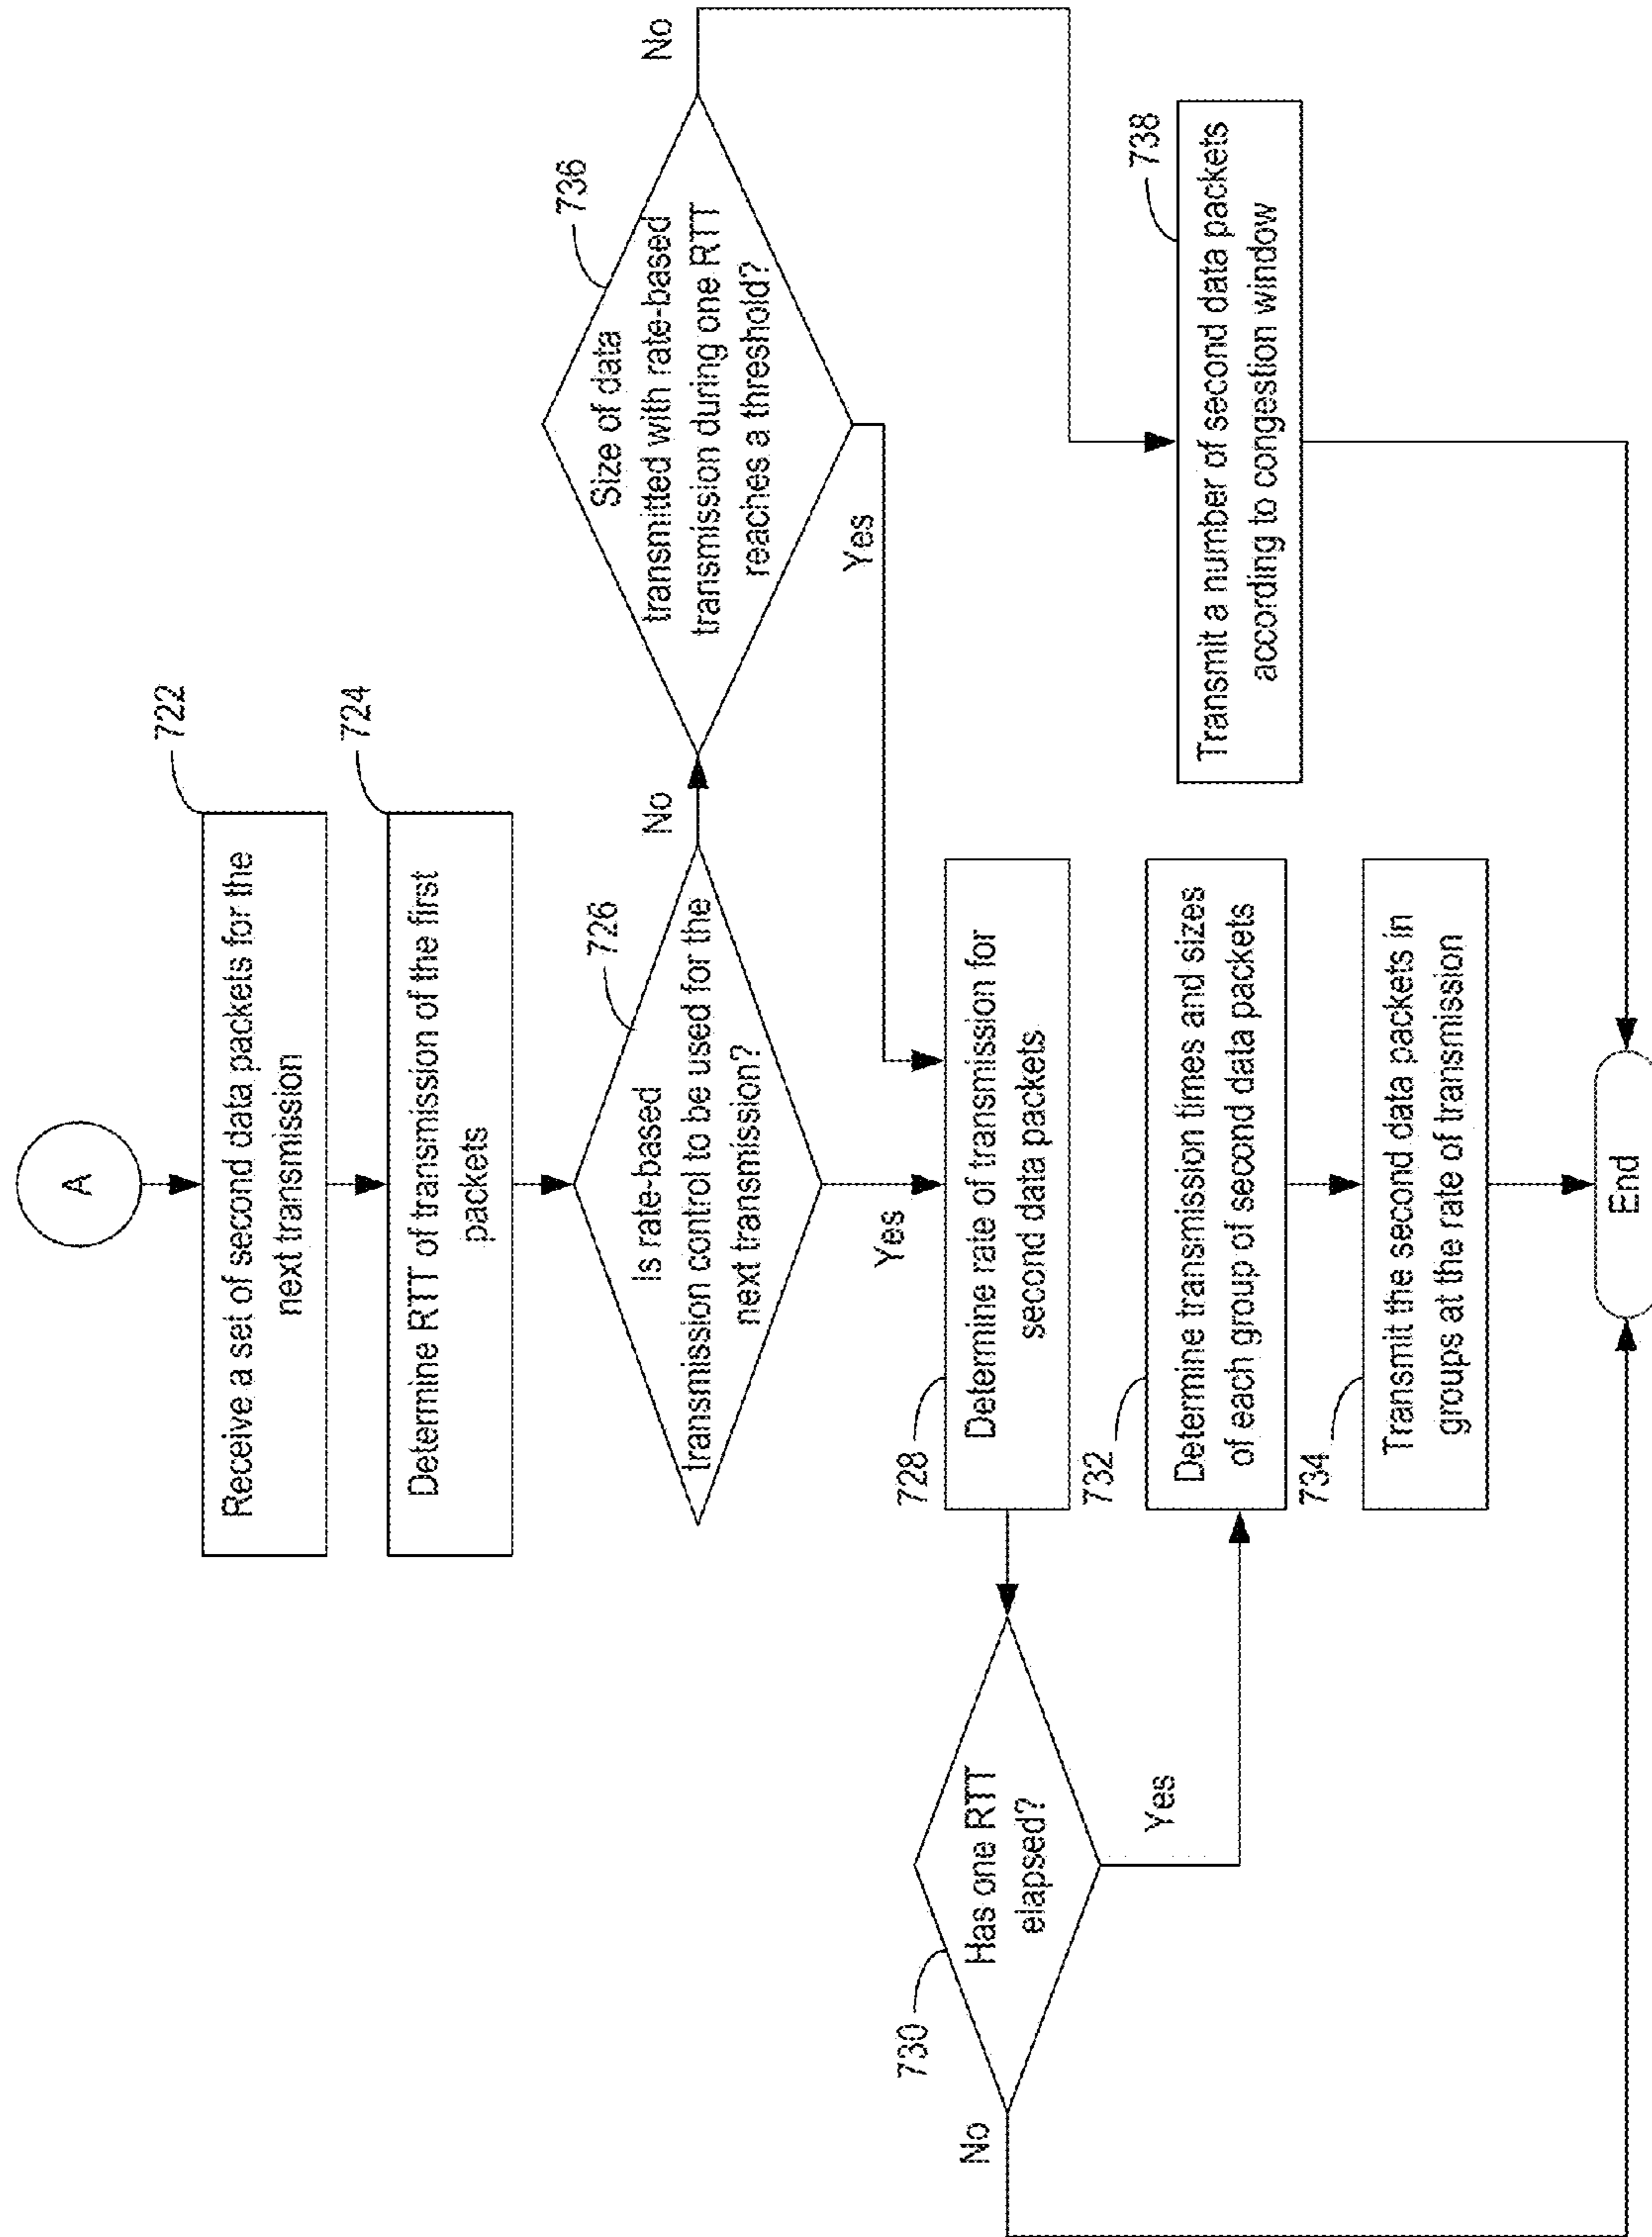 A
722
Receive a set of second data packets for the
next transmission
724
Determine RTT of transmission of the first
packets
726
Is rate-based
transmission control to be used for the
next transmission?
No
Yes
736
Size of data
transmitted with rate-based
transmission during one RTT
reaches a threshold?
No
Yes
728
Determine rate of transmission for
second data packets
730
Has one RTT
elapsed?
No
Yes
732
Determine transmission times and sizes
of each group of second data packets
734
Transmit the second data packets in
groups at the rate of transmission
738
Transmit a number of second data packets
according to congestion window
End